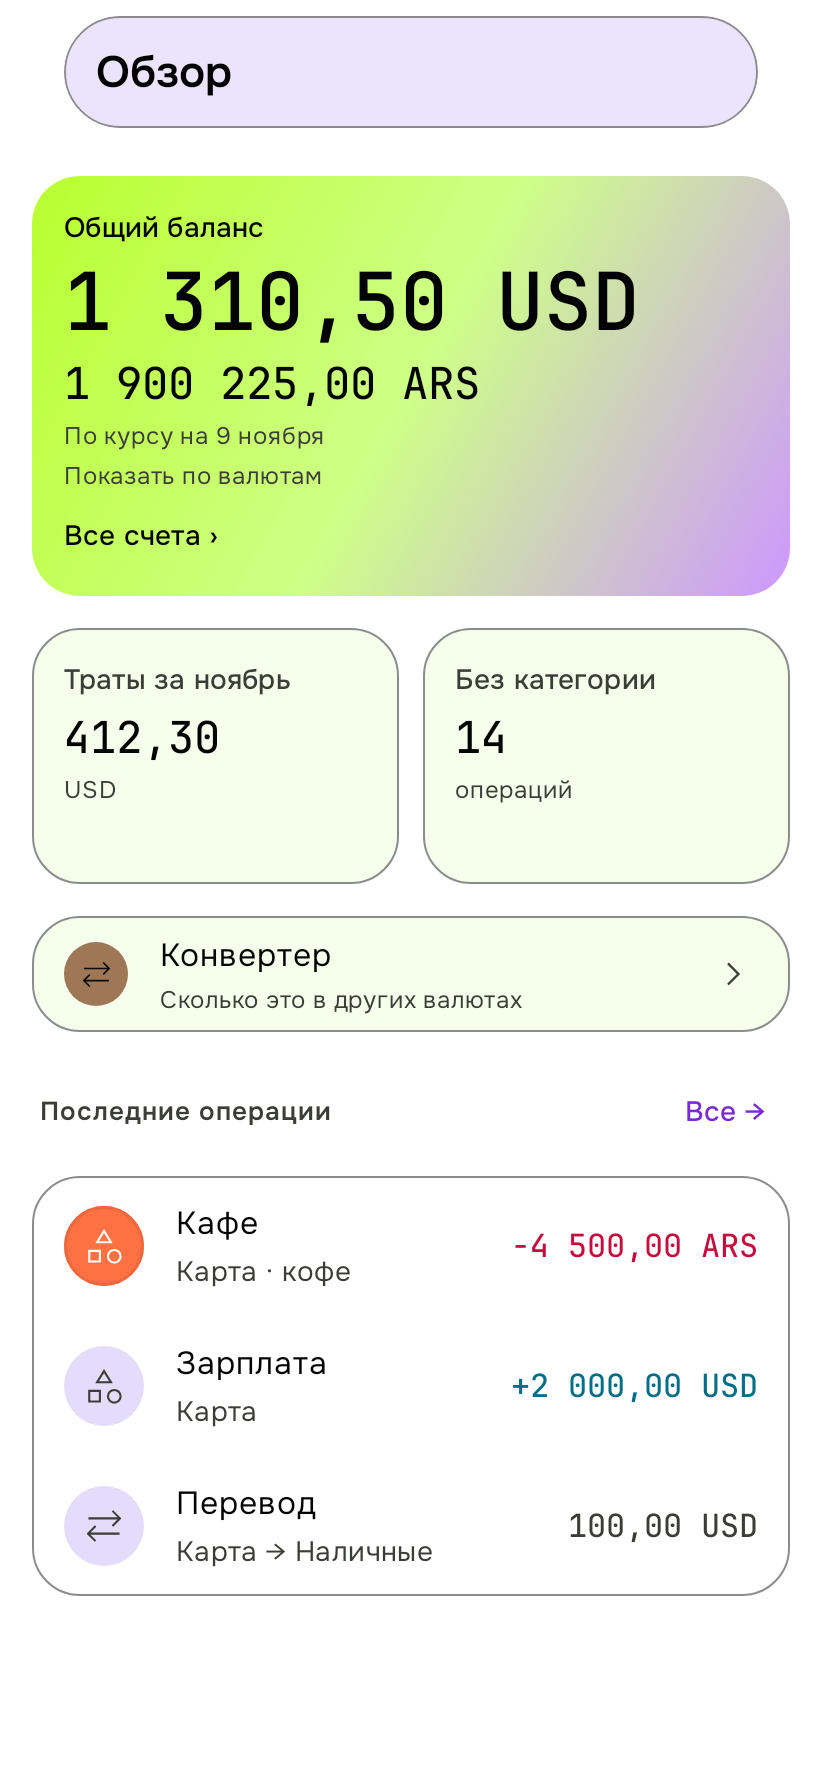 Обзор
Общий баланс
1 310,50 USD
1 900 225,00 ARS
По курсу на 9 ноября
Показать по валютам
Все счета ›
Траты за ноябрь
412,30
USD
Без категории
14
операций
Конвертер
Сколько это в других валютах
Последние операции
Все →
Кафе
Карта · кофе
-4 500,00 ARS
Зарплата
Карта
+2 000,00 USD
Перевод
Карта → Наличные
100,00 USD